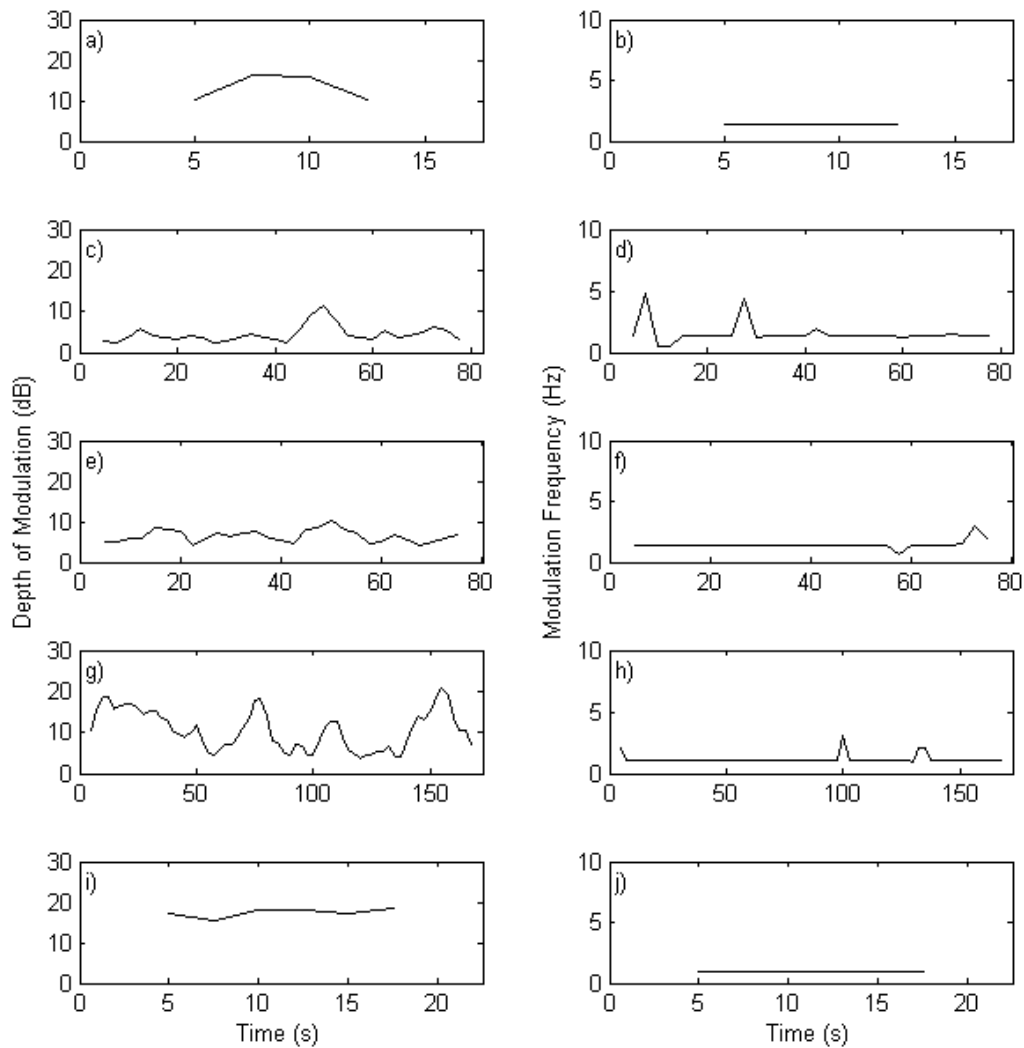 a)
30
20
10
0
0 5 10 15
b)
10
5
0
0 5 10 15
c)
30
20
10
0
0 20 40 60 80
d)
10
5
0
0 20 40 60 80
e)
30
20
10
0
0 20 40 60 80
f)
10
5
0
0 20 40 60 80
g)
30
20
10
0
0 50 100 150
h)
10
5
0
0 50 100 150
i)
30
20
10
0
0 5 10 15 20
j)
10
5
0
0 5 10 15 20
Depth of Modulation (dB)
Modulation Frequency (Hz)
Time (s)
Time (s)